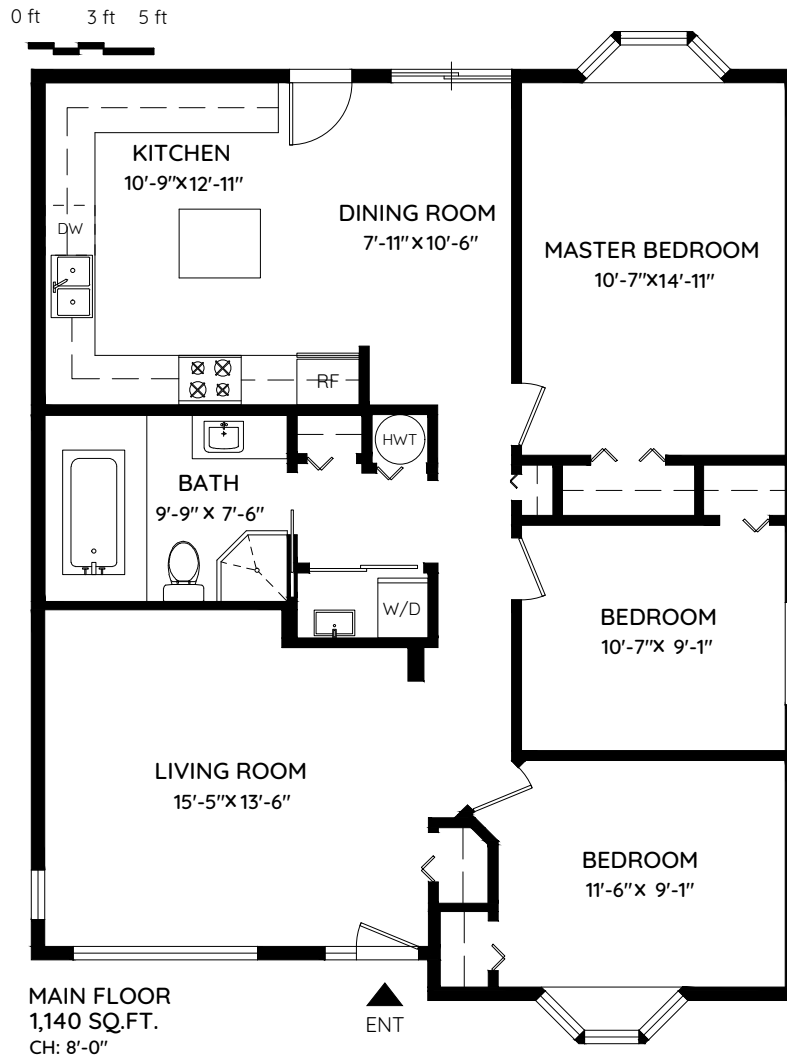 0 ft 3 ft 5 ft
KITCHEN
10'-9"X12'-11"
DINING ROOM
7'-11"X10'-6"
DW
MASTER BEDROOM
10'-7"X14'-11"
RF
HWT
BATH
9'-9" X 7'-6"
W/D
BEDROOM
10'-7"X 9'-1"
LIVING ROOM
15'-5"X13'-6"
BEDROOM
11'-6"X 9'-1"
MAIN FLOOR
1,140 SQ.FT.
CH: 8'-0"
ENT